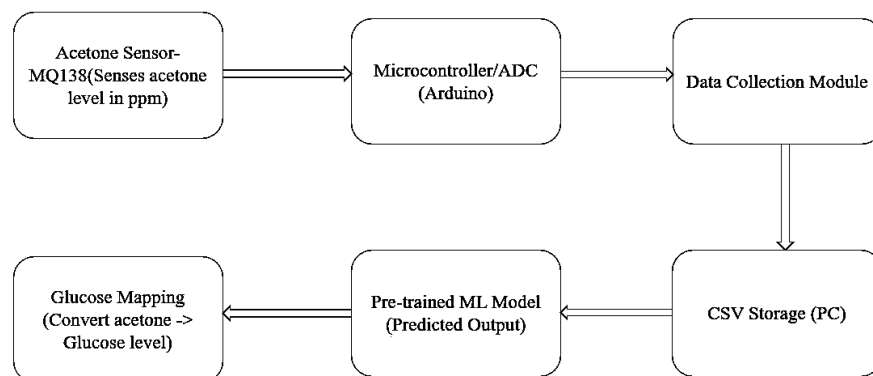 Acetone Sensor-
MQ138(Senses acetone
level in ppm)
Microcontroller/ADC
(Arduino)
Data Collection Module
Glucose Mapping
(Convert acetone ->
Glucose level)
Pre-trained ML Model
(Predicted Output)
CSV Storage (PC)